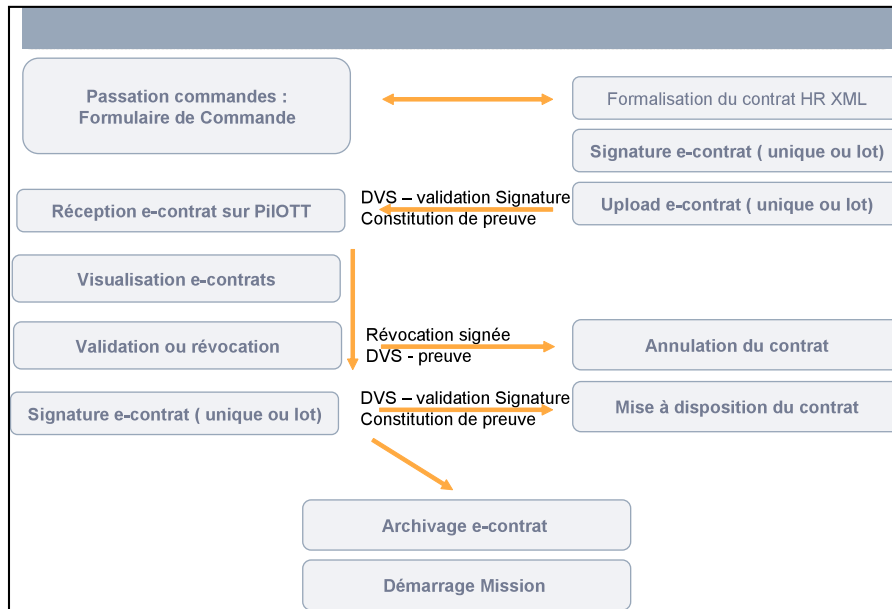 Passation commandes :
Formulaire de Commande
Formalisation du contrat HR XML
Signature e-contrat ( unique ou lot)
Réception e-contrat sur PilOTT
DVS – validation Signature
Constitution de preuve
Upload e-contrat ( unique ou lot)
Visualisation e-contrats
Validation ou révocation
Révocation signée
DVS - preuve
Annulation du contrat
Signature e-contrat ( unique ou lot)
DVS – validation Signature
Constitution de preuve
Mise à disposition du contrat
Archivage e-contrat
Démarrage Mission